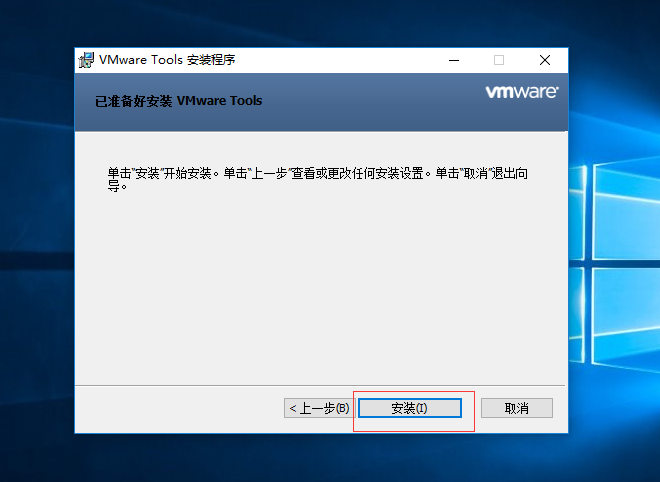 VMware Tools 安装程序
已准备好安装 VMware Tools
vmware
单击"安装"开始安装。单击"上一步"查看或更改任何安装设置。单击"取消"退出向
导。
< 上一步(B)
安装(I)
取消